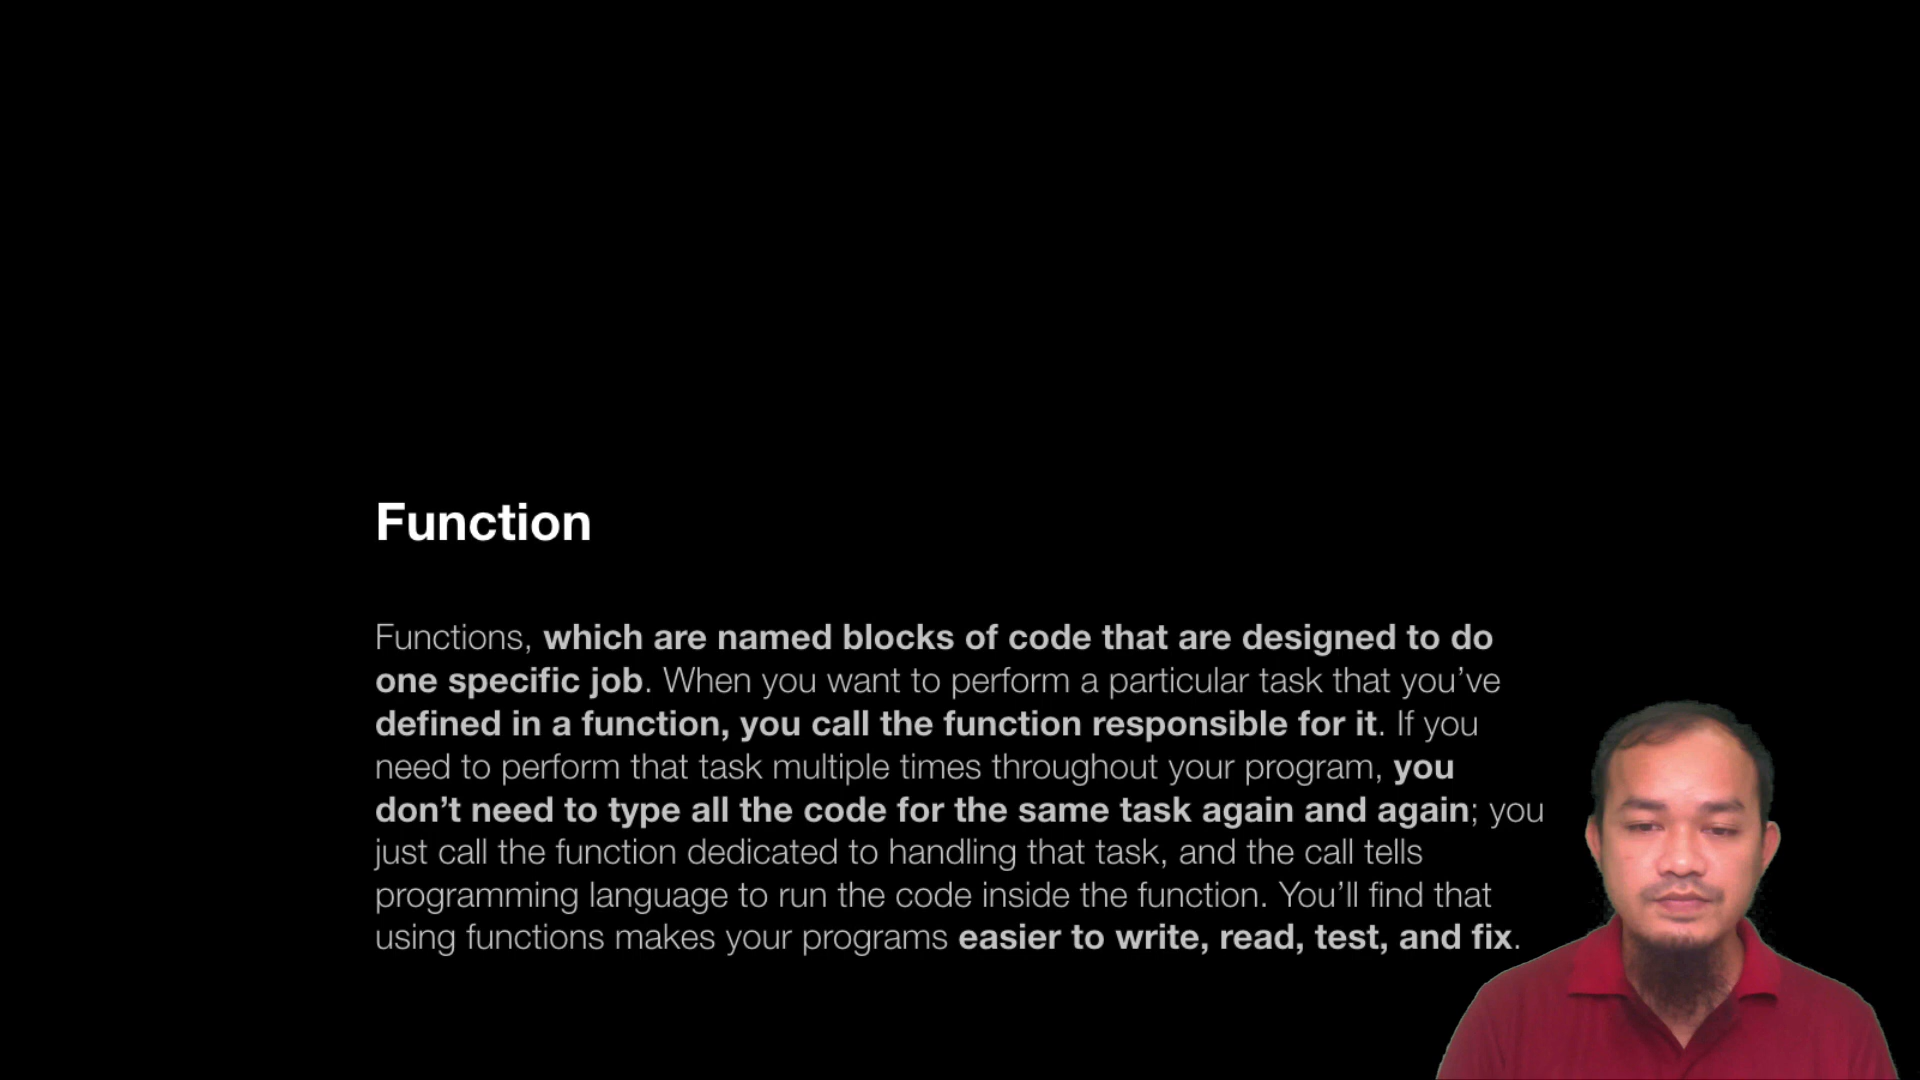 Function
Functions, which are named blocks of code that are designed to do
one specific job. When you want to perform a particular task that you’ve
defined in a function, you call the function responsible for it. If you
need to perform that task multiple times throughout your program, you
don’t need to type all the code for the same task again and again; you
just call the function dedicated to handling that task, and the call tells
programming language to run the code inside the function. You’ll find that
using functions makes your programs easier to write, read, test, and fix.